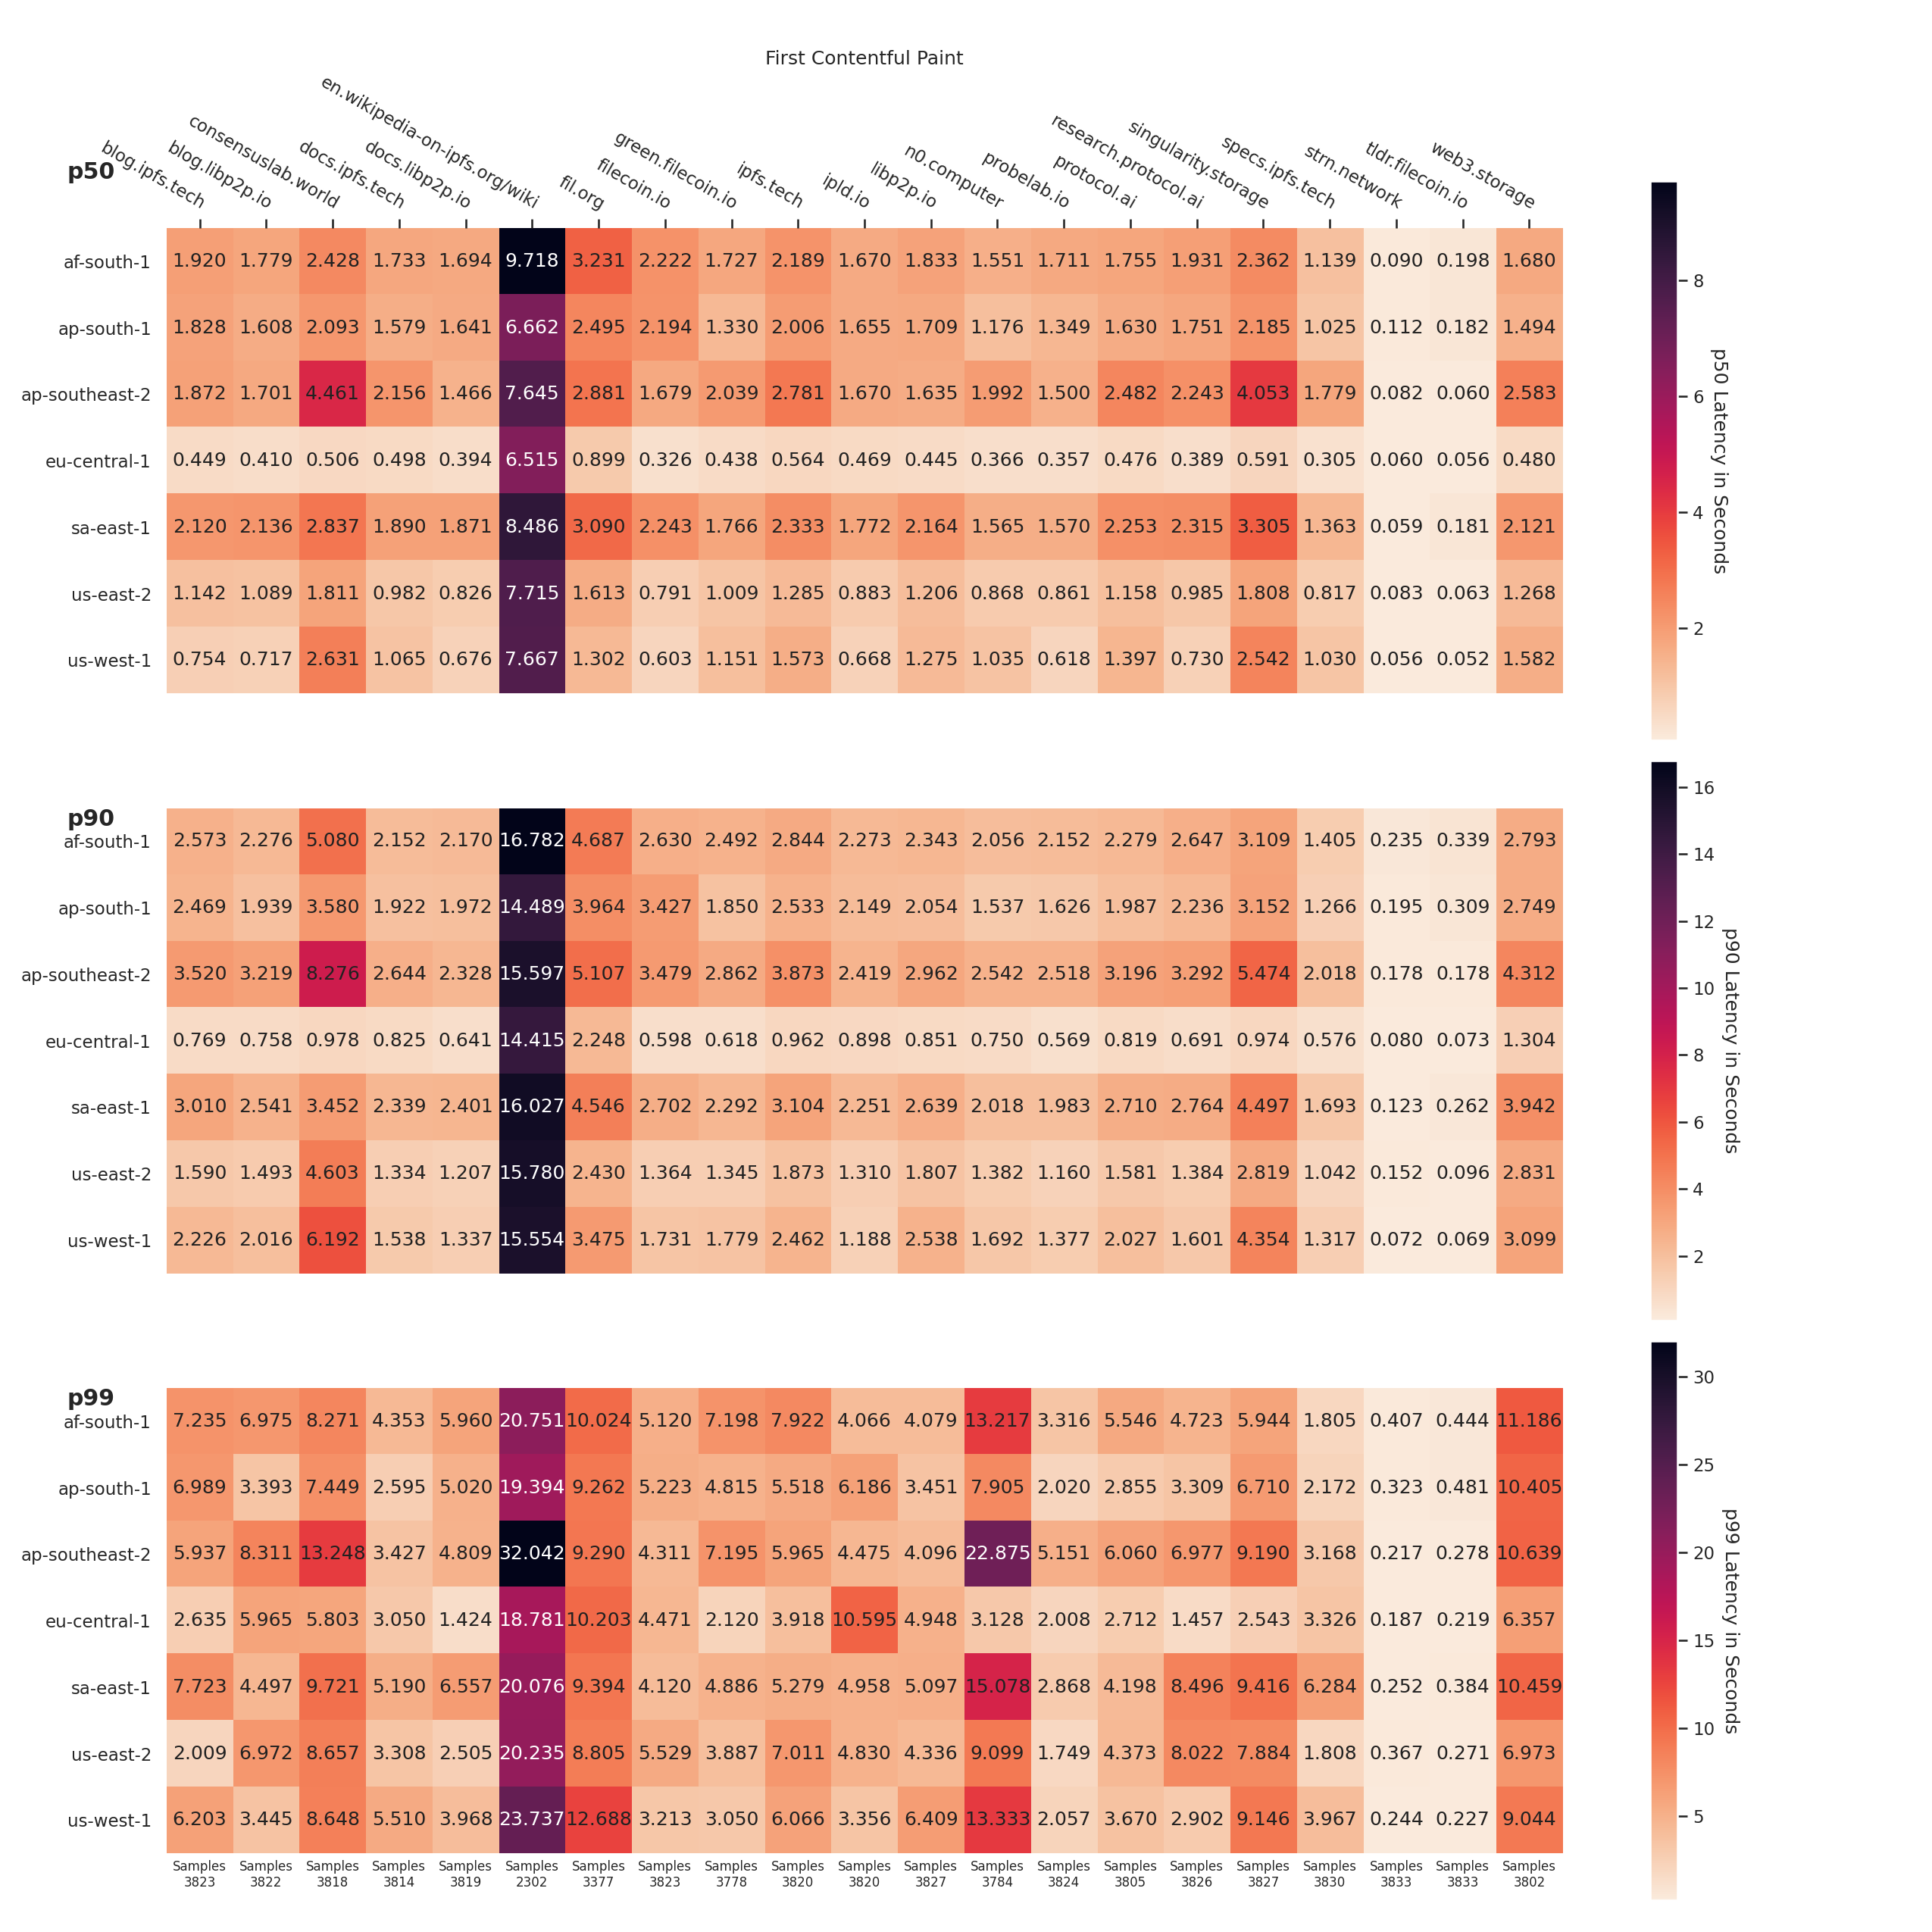 First Contentful Paint
p50
blog.ipfs.tech
blog.libp2p.io
consensuslab.world
docs.ipfs.tech
docs.libp2p.io
en.wikipedia-on-ipfs.org/wiki
fil.org
filecoin.io
green.filecoin.io
ipfs.tech
ipld.io
libp2p.io
n0.computer
probelab.io
protocol.ai
research.protocol.ai
singularity.storage
specs.ipfs.tech
strn.network
tldr.filecoin.io
web3.storage
af-south-1 1.920 1.779 2.428 1.733 1.694 9.718 3.231 2.222 1.727 2.189 1.670 1.833 1.551 1.711 1.755 1.931 2.362 1.139 0.090 0.198 1.680
ap-south-1 1.828 1.608 2.093 1.579 1.641 6.662 2.495 2.194 1.330 2.006 1.655 1.709 1.176 1.349 1.630 1.751 2.185 1.025 0.112 0.182 1.494
ap-southeast-2 1.872 1.701 4.461 2.156 1.466 7.645 2.881 1.679 2.039 2.781 1.670 1.635 1.992 1.500 2.482 2.243 4.053 1.779 0.082 0.060 2.583
eu-central-1 0.449 0.410 0.506 0.498 0.394 6.515 0.899 0.326 0.438 0.564 0.469 0.445 0.366 0.357 0.476 0.389 0.591 0.305 0.060 0.056 0.480
sa-east-1 2.120 2.136 2.837 1.890 1.871 8.486 3.090 2.243 1.766 2.333 1.772 2.164 1.565 1.570 2.253 2.315 3.305 1.363 0.059 0.181 2.121
us-east-2 1.142 1.089 1.811 0.982 0.826 7.715 1.613 0.791 1.009 1.285 0.883 1.206 0.868 0.861 1.158 0.985 1.808 0.817 0.083 0.063 1.268
us-west-1 0.754 0.717 2.631 1.065 0.676 7.667 1.302 0.603 1.151 1.573 0.668 1.275 1.035 0.618 1.397 0.730 2.542 1.030 0.056 0.052 1.582
8
6
4
2
p50 Latency in Seconds
p90
af-south-1 2.573 2.276 5.080 2.152 2.170 16.782 4.687 2.630 2.492 2.844 2.273 2.343 2.056 2.152 2.279 2.647 3.109 1.405 0.235 0.339 2.793
ap-south-1 2.469 1.939 3.580 1.922 1.972 14.489 3.964 3.427 1.850 2.533 2.149 2.054 1.537 1.626 1.987 2.236 3.152 1.266 0.195 0.309 2.749
ap-southeast-2 3.520 3.219 8.276 2.644 2.328 15.597 5.107 3.479 2.862 3.873 2.419 2.962 2.542 2.518 3.196 3.292 5.474 2.018 0.178 0.178 4.312
eu-central-1 0.769 0.758 0.978 0.825 0.641 14.415 2.248 0.598 0.618 0.962 0.898 0.851 0.750 0.569 0.819 0.691 0.974 0.576 0.080 0.073 1.304
sa-east-1 3.010 2.541 3.452 2.339 2.401 16.027 4.546 2.702 2.292 3.104 2.251 2.639 2.018 1.983 2.710 2.764 4.497 1.693 0.123 0.262 3.942
us-east-2 1.590 1.493 4.603 1.334 1.207 15.780 2.430 1.364 1.345 1.873 1.310 1.807 1.382 1.160 1.581 1.384 2.819 1.042 0.152 0.096 2.831
us-west-1 2.226 2.016 6.192 1.538 1.337 15.554 3.475 1.731 1.779 2.462 1.188 2.538 1.692 1.377 2.027 1.601 4.354 1.317 0.072 0.069 3.099
16
14
12
10
8
6
4
2
p90 Latency in Seconds
p99
af-south-1 7.235 6.975 8.271 4.353 5.960 20.751 10.024 5.120 7.198 7.922 4.066 4.079 13.217 3.316 5.546 4.723 5.944 1.805 0.407 0.444 11.186
ap-south-1 6.989 3.393 7.449 2.595 5.020 19.394 9.262 5.223 4.815 5.518 6.186 3.451 7.905 2.020 2.855 3.309 6.710 2.172 0.323 0.481 10.405
ap-southeast-2 5.937 8.311 13.248 3.427 4.809 32.042 9.290 4.311 7.195 5.965 4.475 4.096 22.875 5.151 6.060 6.977 9.190 3.168 0.217 0.278 10.639
eu-central-1 2.635 5.965 5.803 3.050 1.424 18.781 10.203 4.471 2.120 3.918 10.595 4.948 3.128 2.008 2.712 1.457 2.543 3.326 0.187 0.219 6.357
sa-east-1 7.723 4.497 9.721 5.190 6.557 20.076 9.394 4.120 4.886 5.279 4.958 5.097 15.078 2.868 4.198 8.496 9.416 6.284 0.252 0.384 10.459
us-east-2 2.009 6.972 8.657 3.308 2.505 20.235 8.805 5.529 3.887 7.011 4.830 4.336 9.099 1.749 4.373 8.022 7.884 1.808 0.367 0.271 6.973
us-west-1 6.203 3.445 8.648 5.510 3.968 23.737 12.688 3.213 3.050 6.066 3.356 6.409 13.333 2.057 3.670 2.902 9.146 3.967 0.244 0.227 9.044
Samples Samples Samples Samples Samples Samples Samples Samples Samples Samples Samples Samples Samples Samples Samples Samples Samples Samples Samples Samples Samples
3823 3822 3818 3814 3819 2302 3377 3823 3778 3820 3820 3827 3784 3824 3805 3826 3827 3830 3833 3833 3802
30
25
20
15
10
5
p99 Latency in Seconds